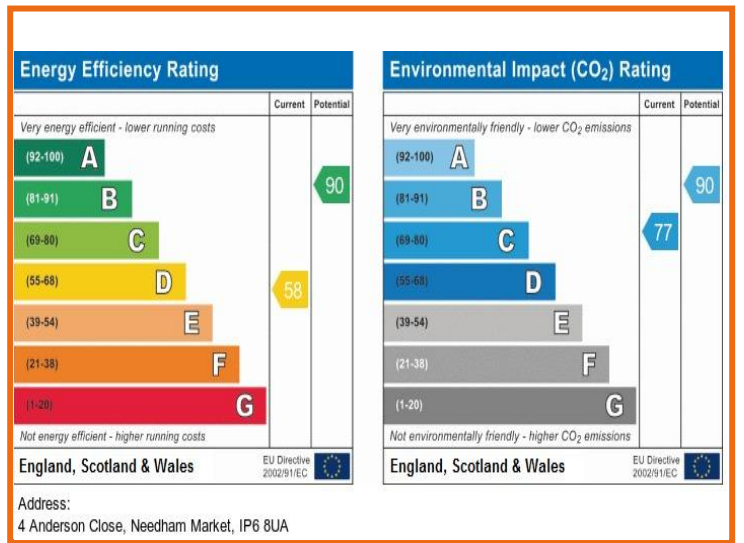 Energy Efficiency Rating
Current Potential
Very energy efficient - lower running costs
(92-100) A
(81-91) B
90
(69-80) C
(55-68) D
58
(39-54) E
(21-38) F
(1-20) G
Not energy efficient - higher running costs
England, Scotland & Wales
EU Directive
2002/91/EC
Environmental Impact (CO₂) Rating
Current Potential
Very environmentally friendly - lower CO₂ emissions
(92-100) A
(81-91) B
90
(69-80) C
77
(55-68) D
(39-54) E
(21-38) F
(1-20) G
Not environmentally friendly - higher CO₂ emissions
England, Scotland & Wales
EU Directive
2002/91/EC
Address:
4 Anderson Close, Needham Market, IP6 8UA